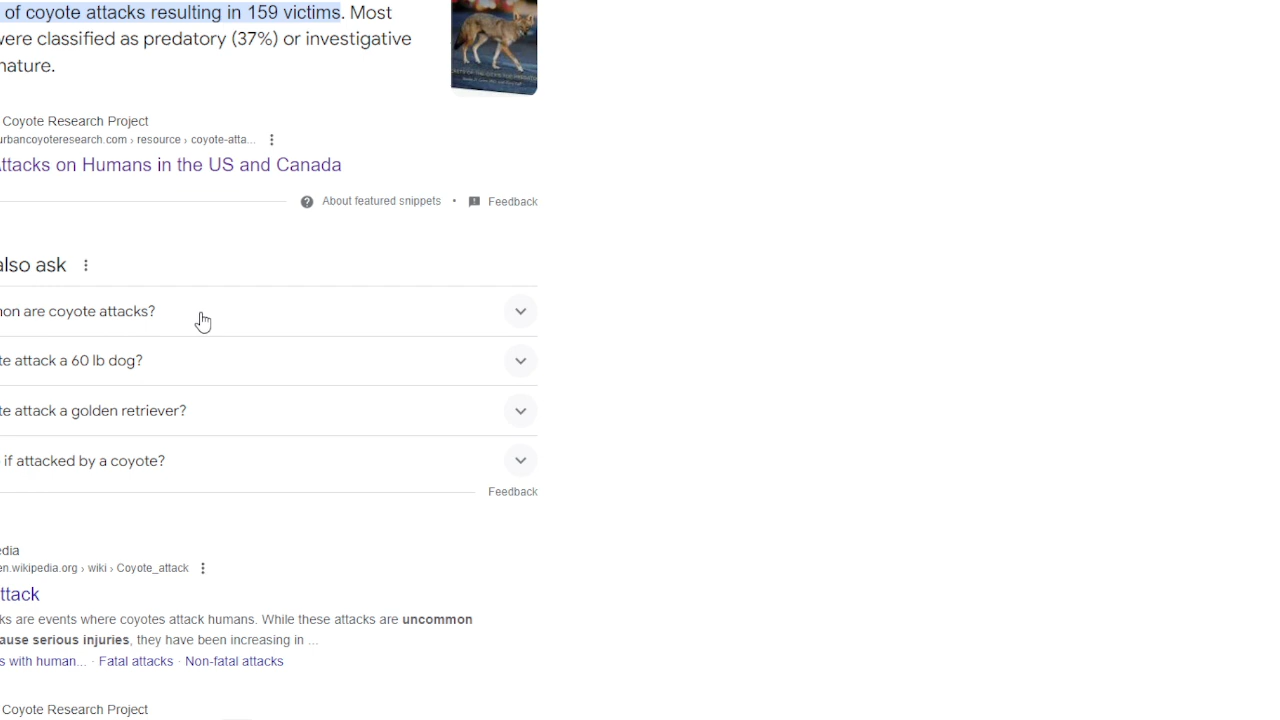 of coyote attacks resulting in 159 victims. Most
were classified as predatory (37%) or investigative
nature.
Coyote Research Project
urbancoyoteresearch.com › resource › coyote-atta...
Attacks on Humans in the US and Canada
About featured snippets • Feedback
also ask
mon are coyote attacks?
te attack a 60 lb dog?
te attack a golden retriever?
if attacked by a coyote?
Feedback
edia
en.wikipedia.org › wiki › Coyote_attack
ttack
ks are events where coyotes attack humans. While these attacks are uncommon
ause serious injuries, they have been increasing in ...
s with human... · Fatal attacks · Non-fatal attacks
Coyote Research Project